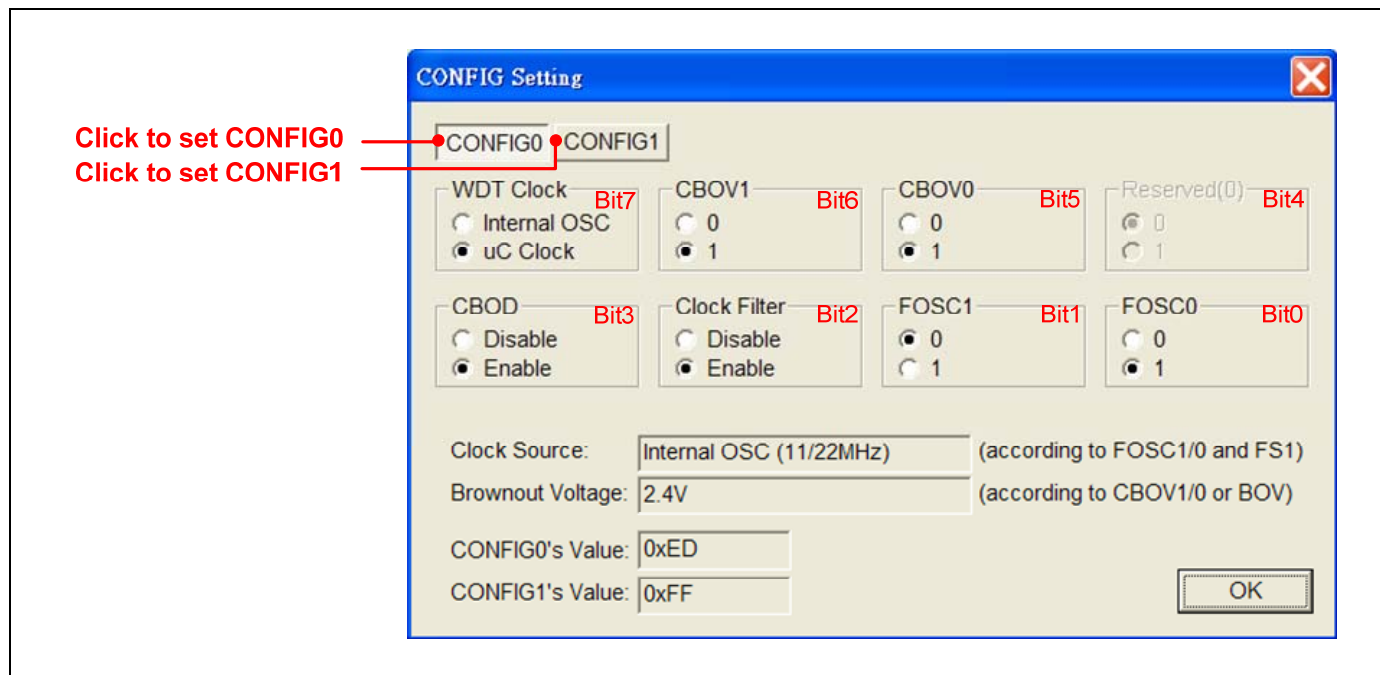 CONFIG Setting
Click to set CONFIG0
Click to set CONFIG1
CONFIG0 CONFIG1
WDT Clock Bit7 CBOV1 Bit6 CBOV0 Bit5 Reserved(0) Bit4
Internal OSC 0 0 0
uC Clock 1 1 1
CBOD Bit3 Clock Filter Bit2 FOSC1 Bit1 FOSC0 Bit0
Disable Disable 0 0
Enable Enable 1 1
Clock Source: Internal OSC (11/22MHz) (according to FOSC1/0 and FS1)
Brownout Voltage: 2.4V (according to CBOV1/0 or BOV)
CONFIG0's Value: 0xED
CONFIG1's Value: 0xFF
OK